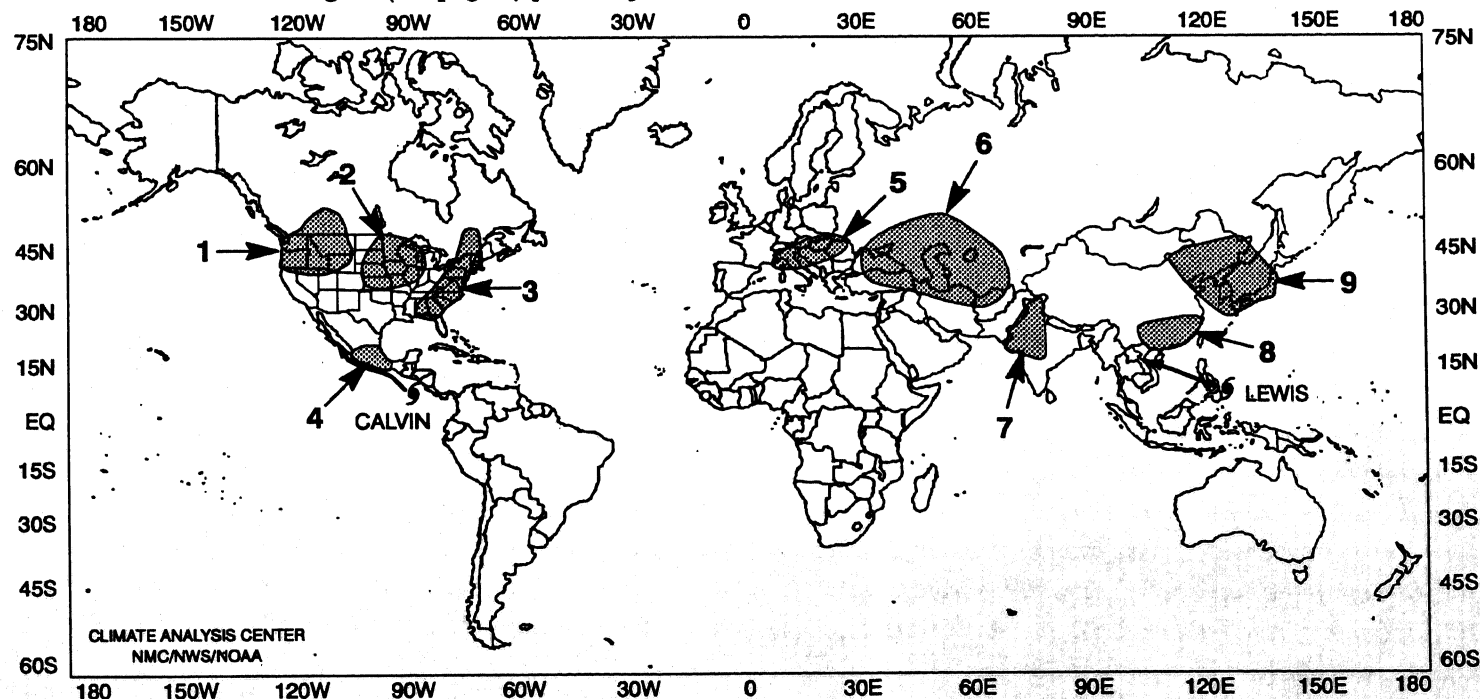 180 150W 120W 90W 60W 30W 0 30E 60E 90E 120E 150E 180
75N 75N
60N 60N
45N 45N
30N 30N
15N 15N
EQ EQ
15S 15S
30S 30S
45S 45S
60S 60S
1
2
3
4
5
6
7
8
9
CALVIN
LEWIS
CLIMATE ANALYSIS CENTER
NMC/NWS/NOAA
180 150W 120W 90W 60W 30W 0 30E 60E 90E 120E 150E 180